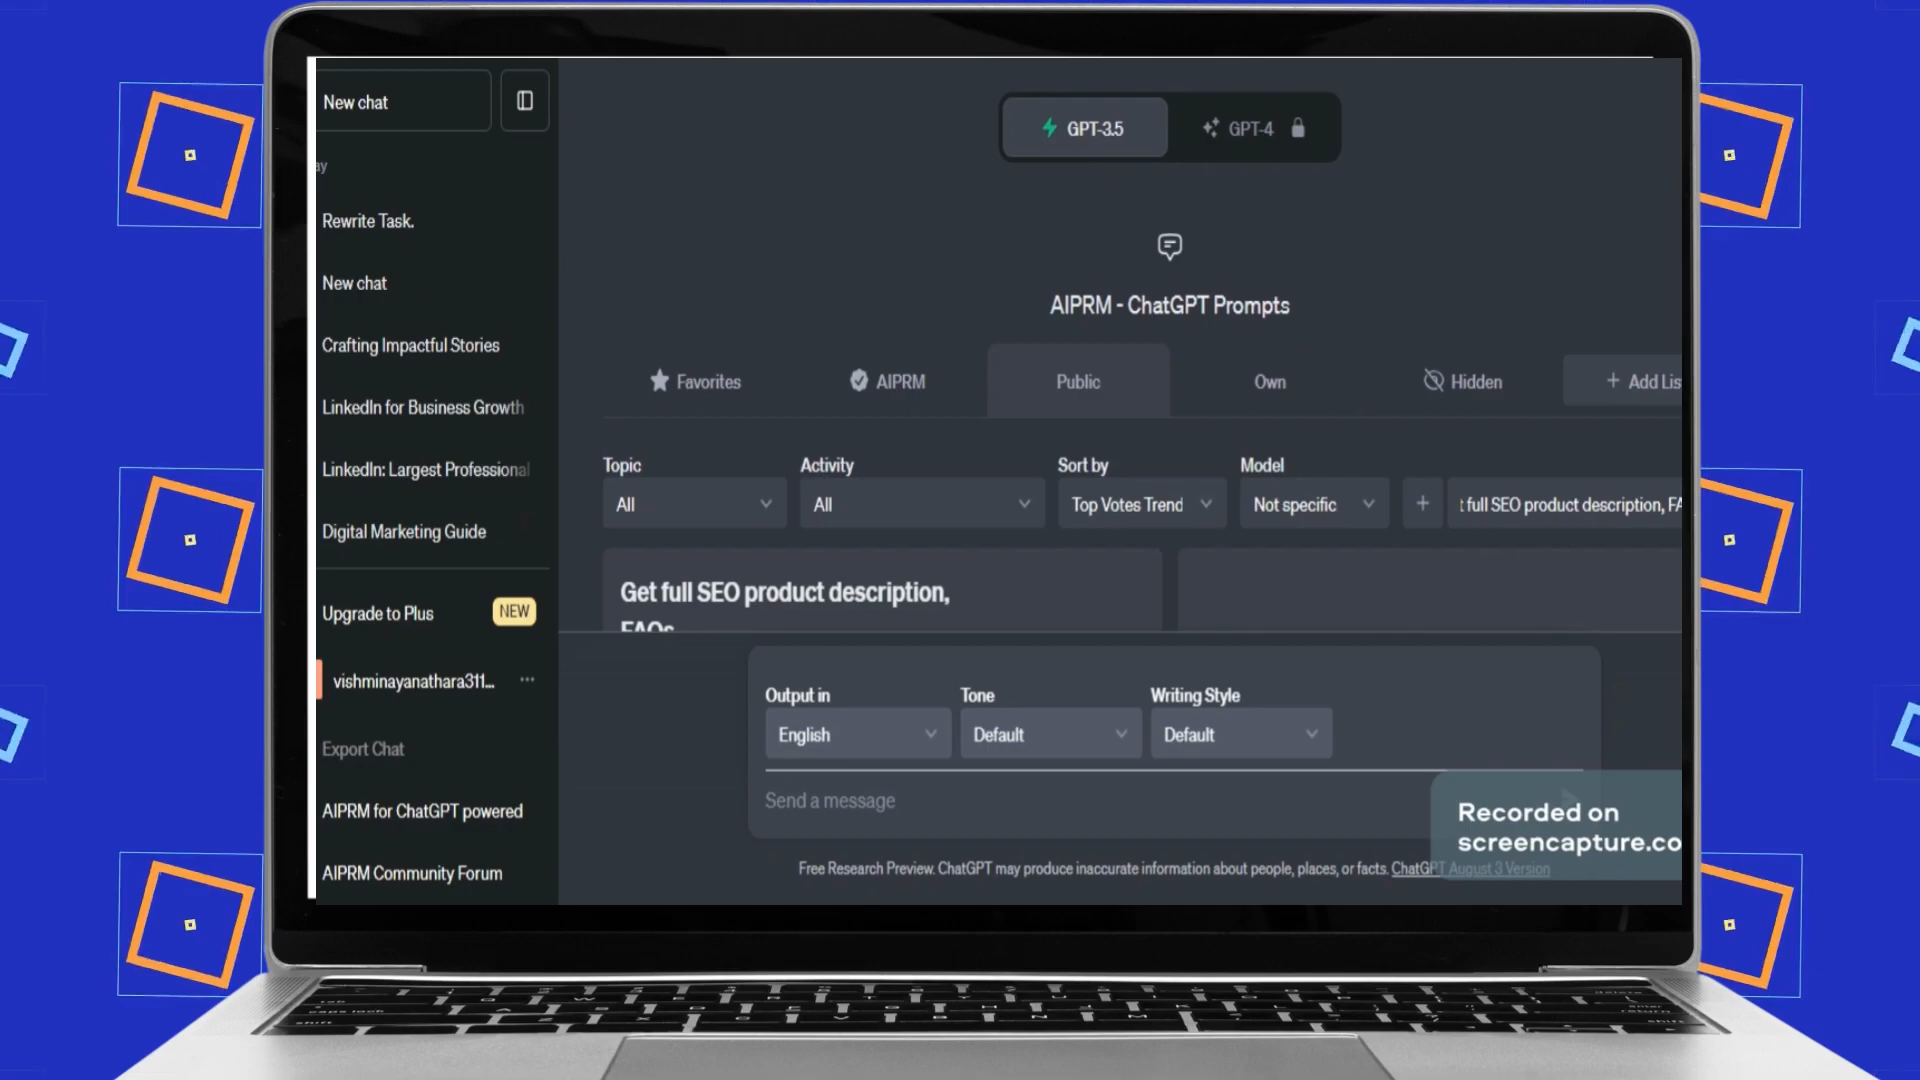 New chat
ay
Rewrite Task.
New chat
Crafting Impactful Stories
LinkedIn for Business Growth
LinkedIn: Largest Professional
Digital Marketing Guide
Upgrade to Plus NEW
vishminayanathara311...
Export Chat
AIPRM for ChatGPT powered
AIPRM Community Forum
GPT-3.5 GPT-4
AIPRM - ChatGPT Prompts
Favorites AIPRM Public Own Hidden + Add Lis
Topic Activity Sort by Model
All All Top Votes Trend Not specific + t full SEO product description, FA
Get full SEO product description,
FAQs
Output in Tone Writing Style
English Default Default
Send a message
Recorded on
screencapture.co
Free Research Preview. ChatGPT may produce inaccurate information about people, places, or facts. ChatGPT August 3 Version